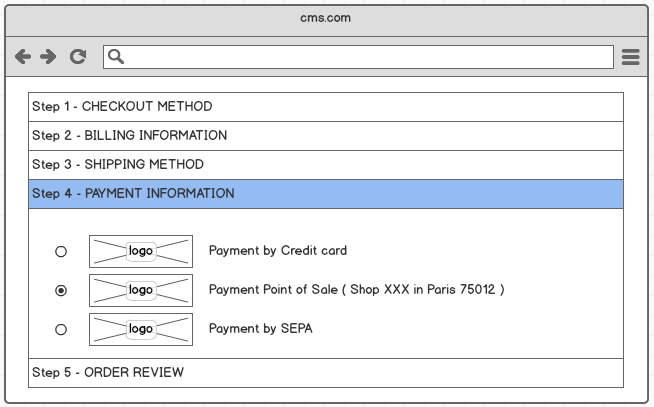 cms.com
Step 1 - CHECKOUT METHOD
Step 2 - BILLING INFORMATION
Step 3 - SHIPPING METHOD
Step 4 - PAYMENT INFORMATION
logo Payment by Credit card
logo Payment Point of Sale ( Shop XXX in Paris 75012 )
logo Payment by SEPA
Step 5 - ORDER REVIEW